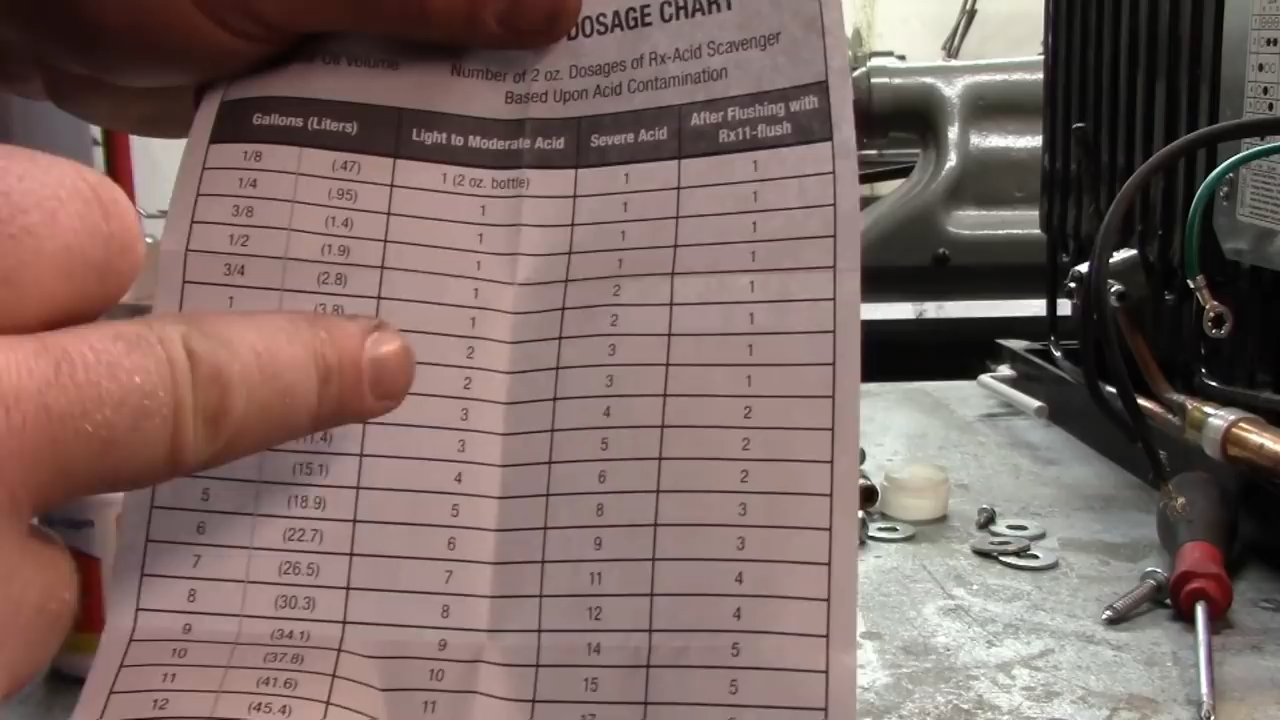 DOSAGE CHART
Oil Volume
Number of 2 oz. Dosages of Rx-Acid Scavenger
Based Upon Acid Contamination
Gallons (Liters) Light to Moderate Acid Severe Acid After Flushing with Rx11-flush
1/8 (.47) 1 (2 oz. bottle) 1 1
1/4 (.95) 1 1 1
3/8 (1.4) 1 1 1
1/2 (1.9) 1 1 1
3/4 (2.8) 1 2 1
1 (3.8) 1 2 1
2 3 1
2 3 1
3 4 2
11.4) 3 5 2
(15.1) 4 6 2
5 (18.9) 5 8 3
6 (22.7) 6 9 3
7 (26.5) 7 11 4
8 (30.3) 8 12 4
9 (34.1) 9 14 5
10 (37.8) 10 15 5
11 (41.6) 11
12 (45.4)